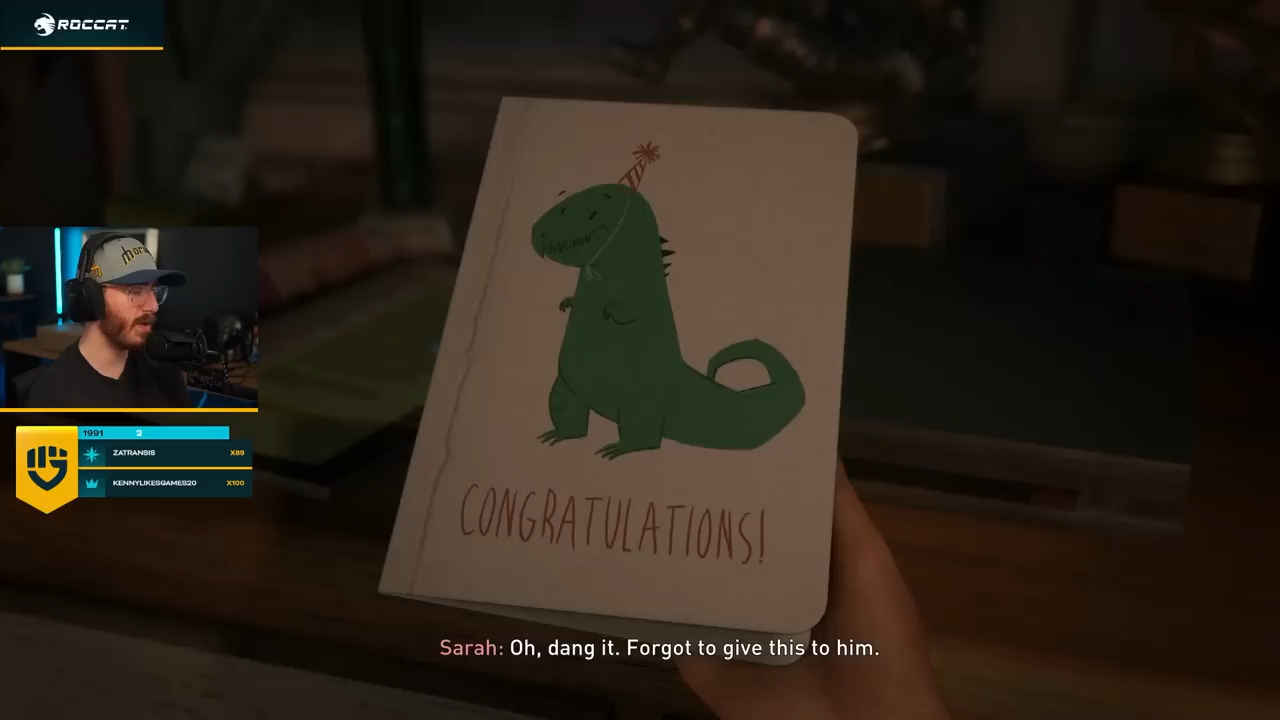 ROCCAT
1991 2
ZATRANSIS X89
KENNYLIKESGAMES20 X100
CONGRATULATIONS!
Sarah: Oh, dang it. Forgot to give this to him.